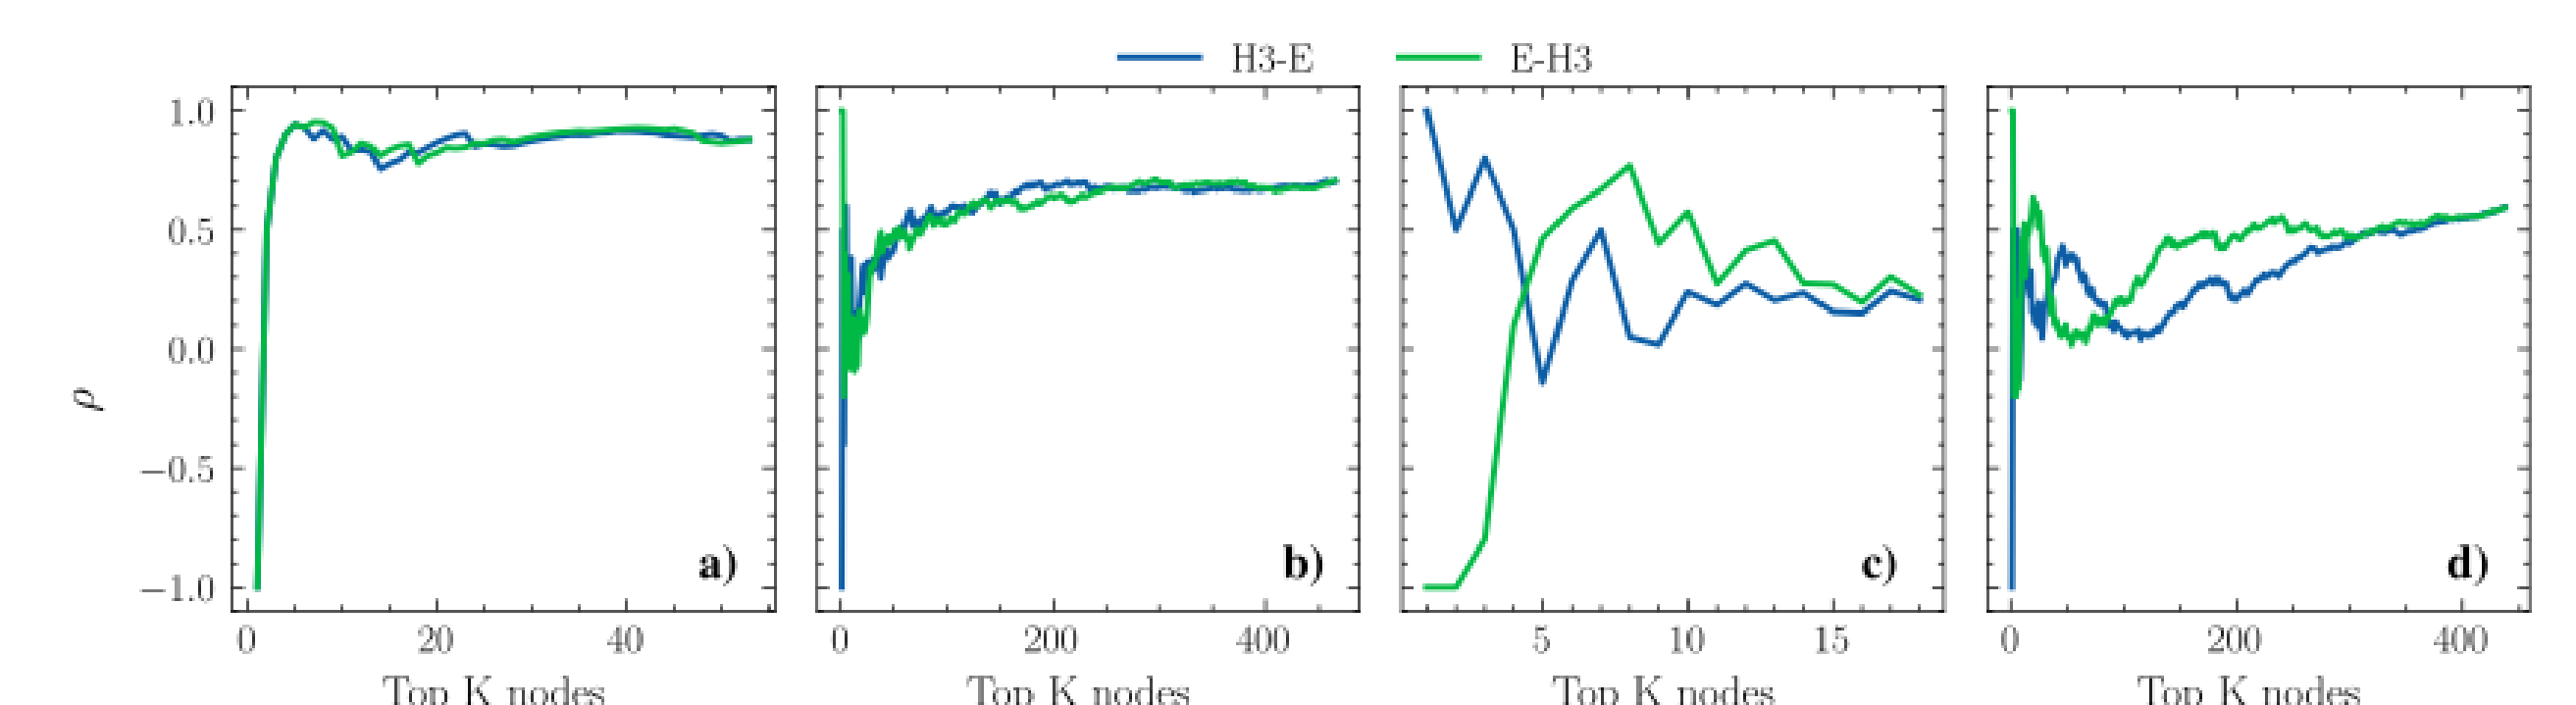 H3-E E-H3
1.0
0.5
0.0
−0.5
−1.0
ρ
a) b) c) d)
0 20 40 0 200 400 5 10 15 0 200 400
Top K nodes Top K nodes Top K nodes Top K nodes